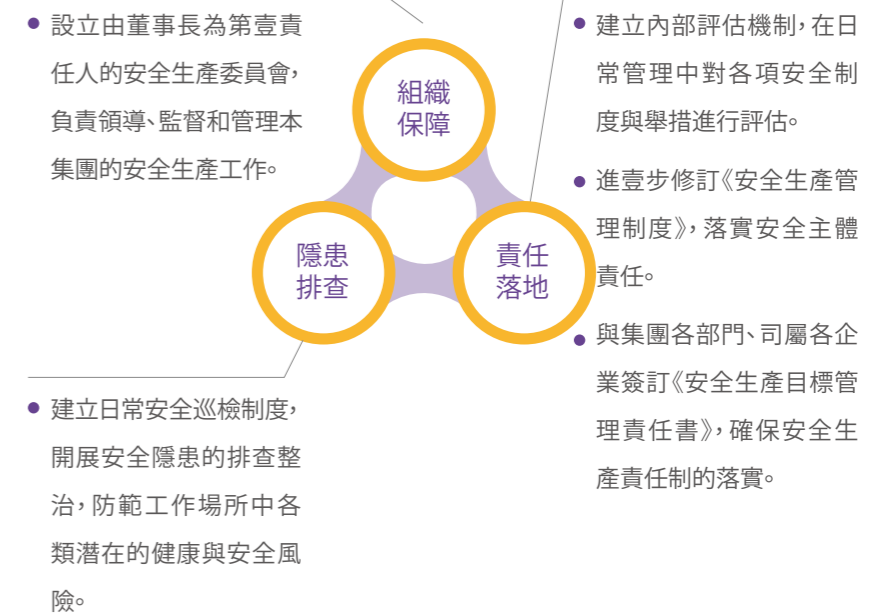 ● 設立由董事長為第壹責
任人的安全生產委員會，
負責領導、監督和管理本
集團的安全生產工作。
組織
保障
● 建立內部評估機制，在日
常管理中對各項安全制
度與舉措進行評估。
● 進壹步修訂《安全生產管
理制度》，落實安全主體
責任。
● 與集團各部門、司屬各企
業簽訂《安全生產目標管
理責任書》，確保安全生
產責任制的落實。
隱患
排查
責任
落地
● 建立日常安全巡檢制度，
開展安全隱患的排查整
治，防範工作場所中各
類潛在的健康與安全風
險。